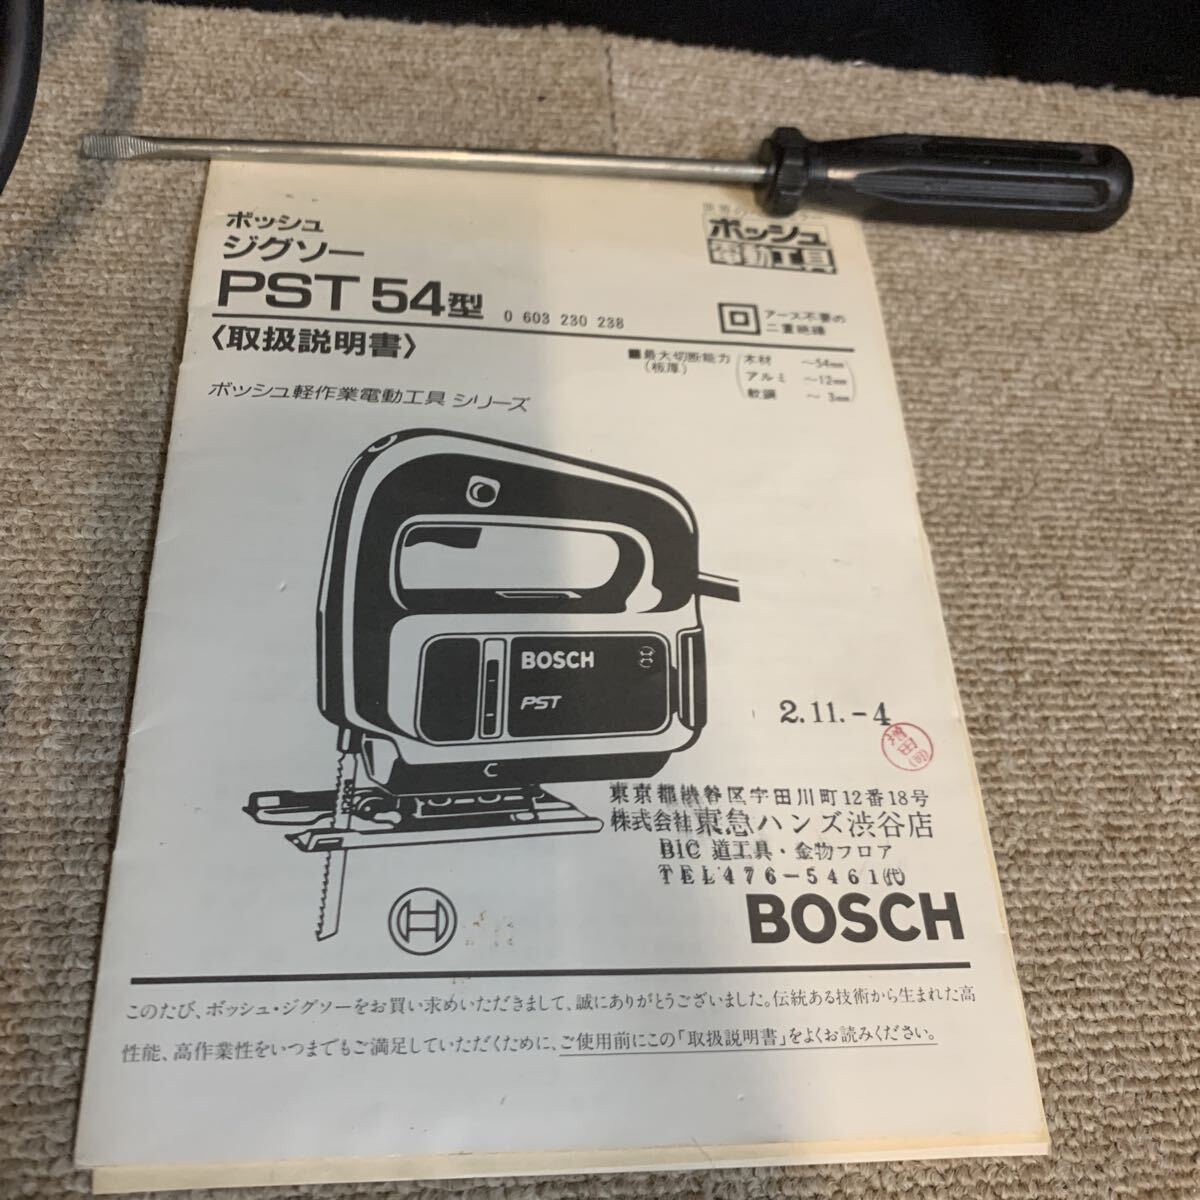 ボッシュ
ジグソー
PST 54型 0 603 230 238
〈取扱説明書〉
ボッシュ軽作業電動工具 シリーズ
ボッシュ
電動工具
アース不要の
二重絶縁
■最大切断能力
(板厚)
木材 〜54mm
アルミ 〜12mm
軟鋼 〜 3mm
BOSCH
PST
C
2.11.-4
増田
東京都渋谷区宇田川町12番18号
株式会社東急ハンズ渋谷店
B1C 道工具・金物フロア
TEL476-5461(代)
BOSCH
このたび、ボッシュ・ジグソーをお買い求めいただきまして、誠にありがとうございました。伝統ある技術から生まれた高
性能、高作業性をいつまでもご満足していただくために、ご使用前にこの「取扱説明書」をよくお読みください。